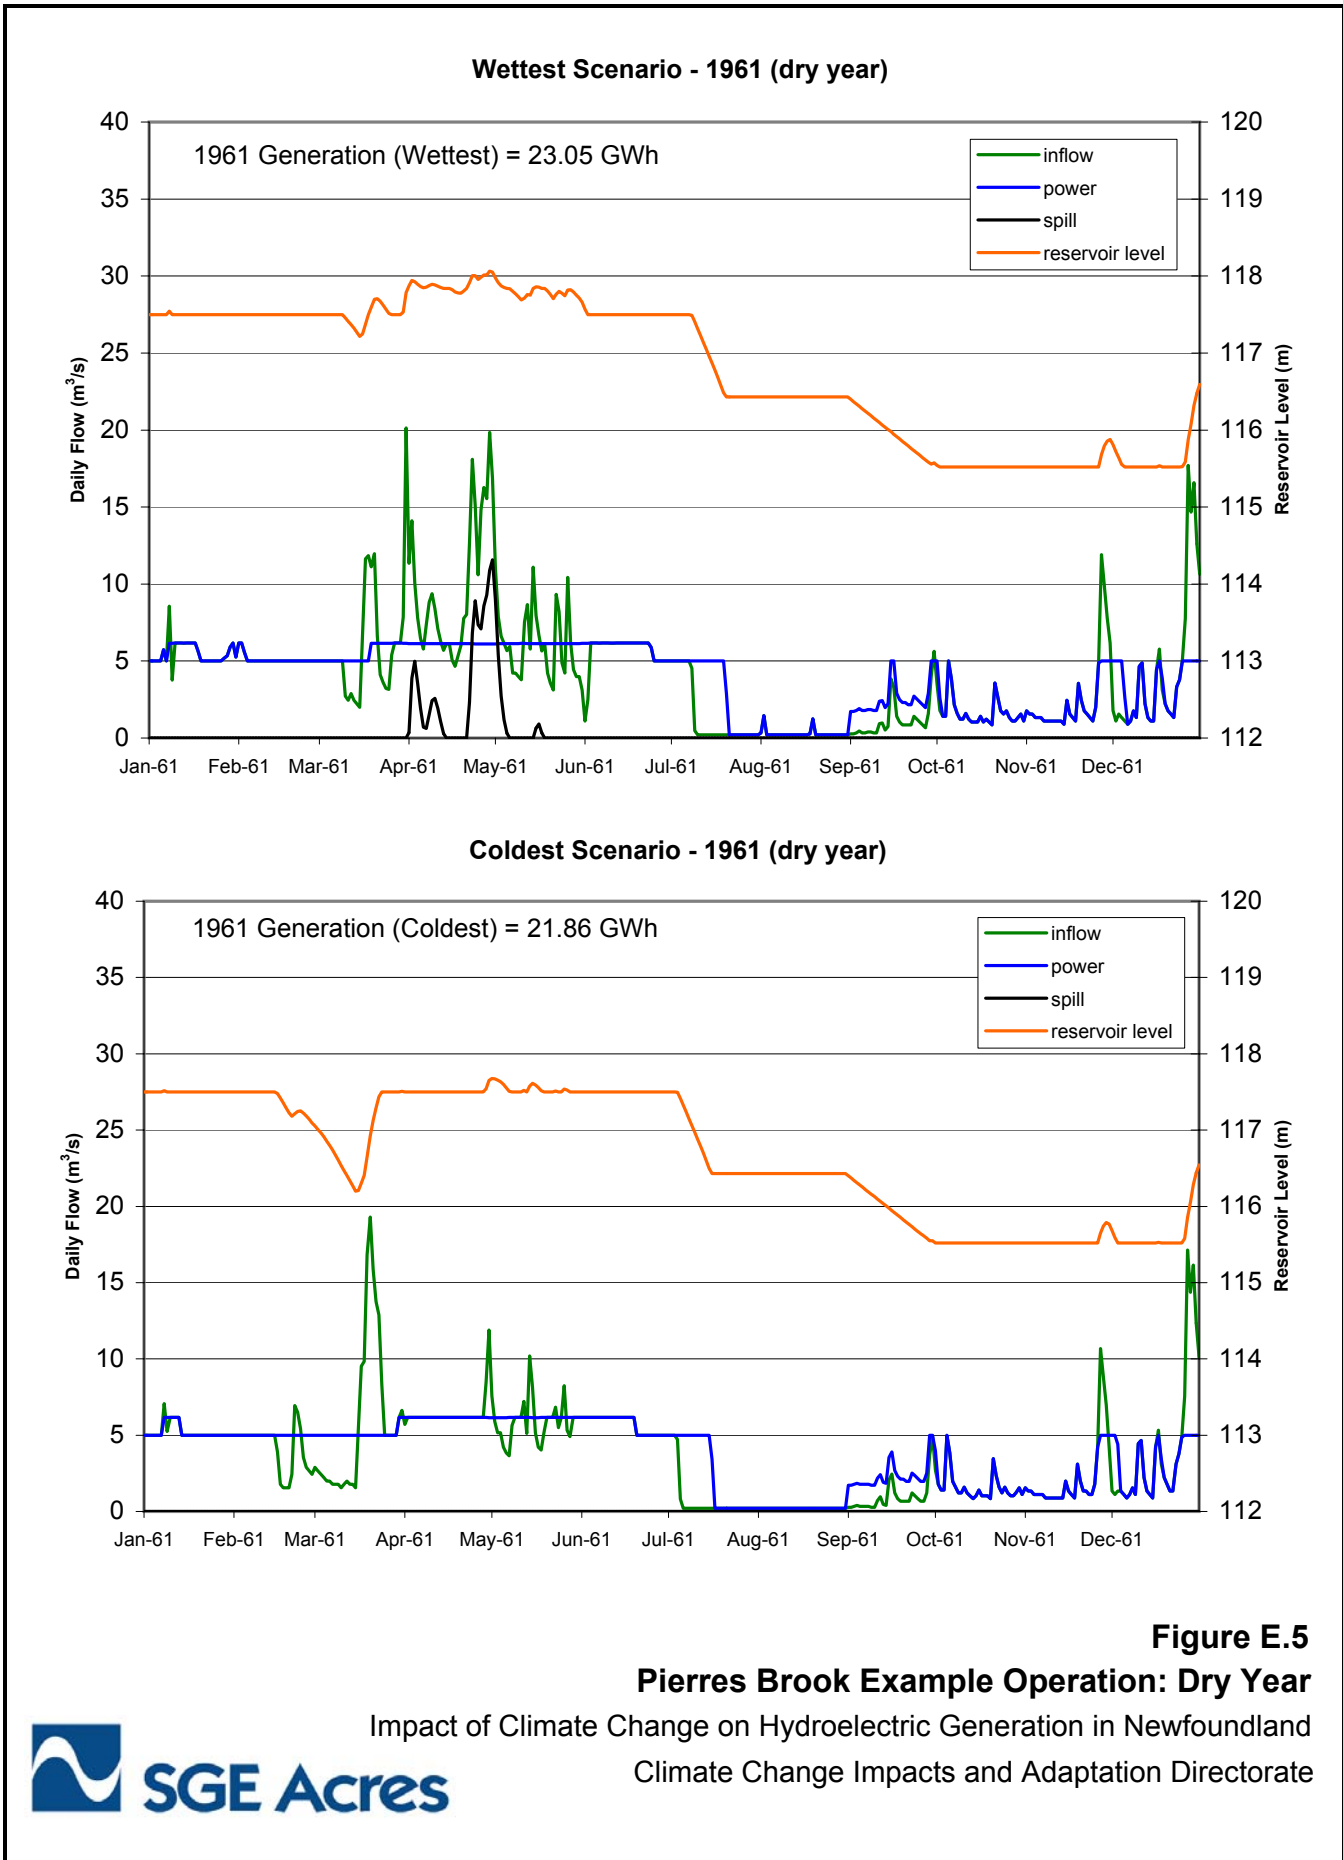 Wettest Scenario - 1961 (dry year)
1961 Generation (Wettest) = 23.05 GWh
inflow
power
spill
reservoir level
40
35
30
25
20
15
10
5
0
Daily Flow (m³/s)
120
119
118
117
116
115
114
113
112
Reservoir Level (m)
Jan-61 Feb-61 Mar-61 Apr-61 May-61 Jun-61 Jul-61 Aug-61 Sep-61 Oct-61 Nov-61 Dec-61
Coldest Scenario - 1961 (dry year)
1961 Generation (Coldest) = 21.86 GWh
inflow
power
spill
reservoir level
40
35
30
25
20
15
10
5
0
Daily Flow (m³/s)
120
119
118
117
116
115
114
113
112
Reservoir Level (m)
Jan-61 Feb-61 Mar-61 Apr-61 May-61 Jun-61 Jul-61 Aug-61 Sep-61 Oct-61 Nov-61 Dec-61
Figure E.5
Pierres Brook Example Operation: Dry Year
Impact of Climate Change on Hydroelectric Generation in Newfoundland
Climate Change Impacts and Adaptation Directorate
SGE Acres